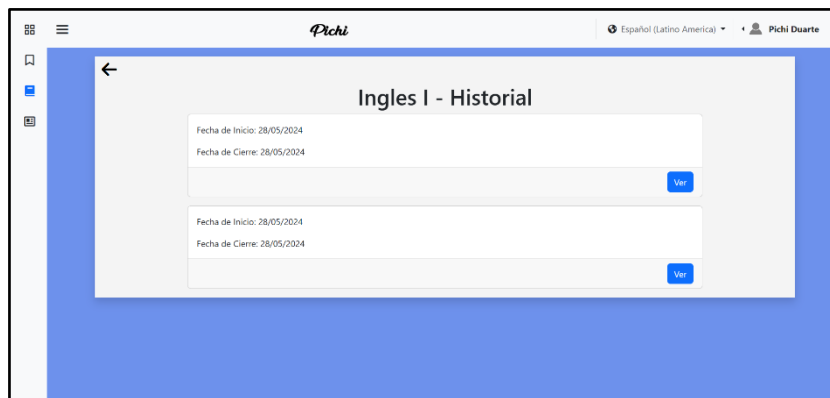 Pichi
Español (Latino America)
Pichi Duarte
Ingles I - Historial
Fecha de Inicio: 28/05/2024
Fecha de Cierre: 28/05/2024
Ver
Fecha de Inicio: 28/05/2024
Fecha de Cierre: 28/05/2024
Ver